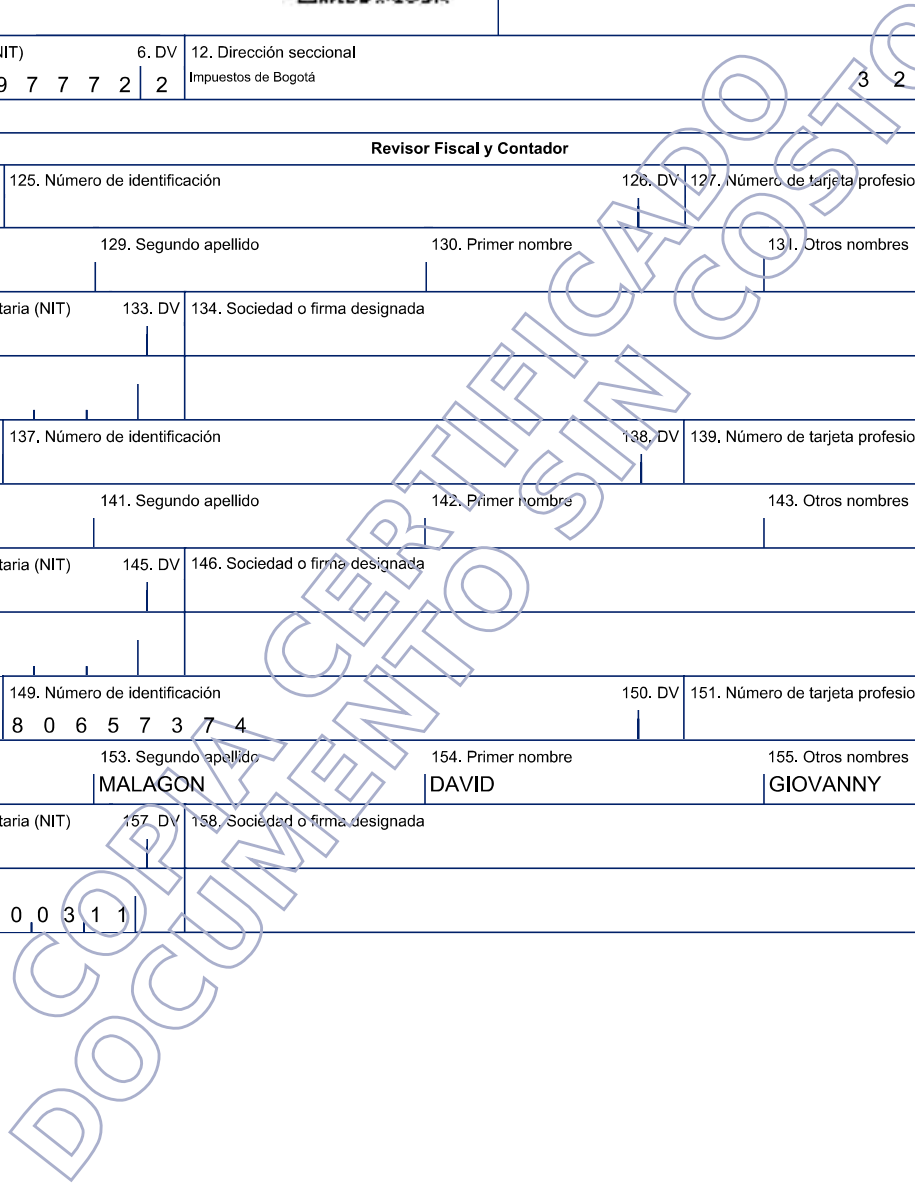 NIT) 6. DV 12. Dirección seccional
9 7 7 7 2 2 Impuestos de Bogotá 3 2
Revisor Fiscal y Contador
125. Número de identificación 126. DV 127. Número de tarjeta profesio
129. Segundo apellido 130. Primer nombre 131. Otros nombres
taria (NIT) 133. DV 134. Sociedad o firma designada
137. Número de identificación 138. DV 139. Número de tarjeta profesio
141. Segundo apellido 142. Primer nombre 143. Otros nombres
taria (NIT) 145. DV 146. Sociedad o firma designada
149. Número de identificación 150. DV 151. Número de tarjeta profesio
8 0 6 5 7 3 7 4
153. Segundo apellido 154. Primer nombre 155. Otros nombres
MALAGON DAVID GIOVANNY
taria (NIT) 157. DV 158. Sociedad o firma designada
0 0 3 1 1
COPIA CERTIFICADO
DOCUMENTO SIN COSTO